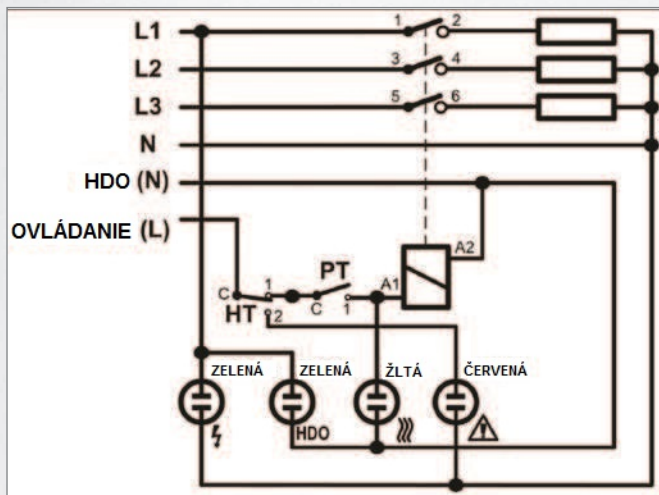 L1 1 2
L2 3 4
L3 5 6
N
HDO (N)
OVLÁDANIE (L)
A2
PT A1
C 1 C 1
HT 2
ZELENÁ ZELENÁ ŽLTÁ ČERVENÁ
HDO